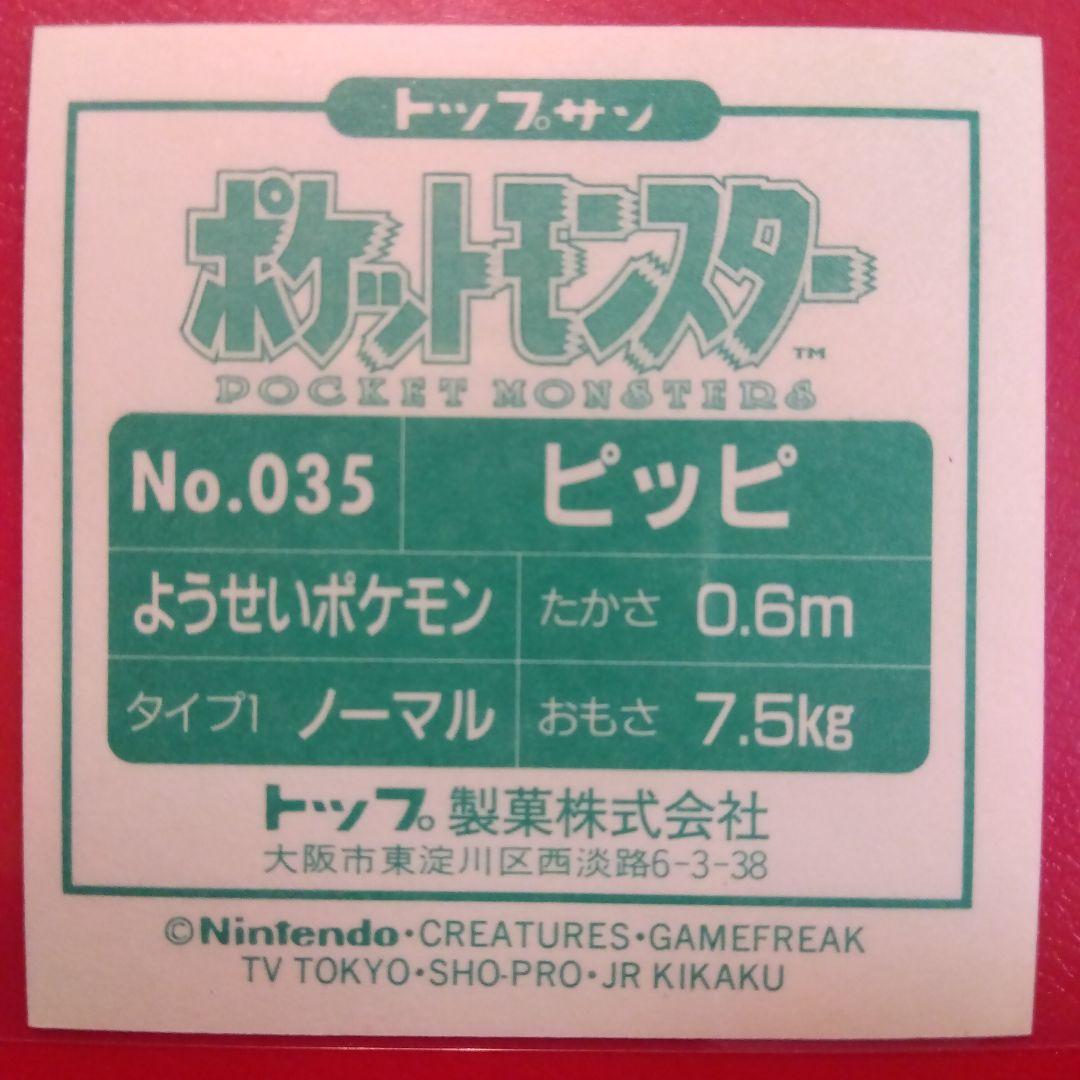 トップサン
ポケットモンスター™
POCKET MONSTERS
No.035 ピッピ
ようせいポケモン たかさ 0.6m
タイプ1 ノーマル おもさ 7.5kg
トップ。製菓株式会社
大阪市東淀川区西淡路6-3-38
©Nintendo・CREATURES・GAMEFREAK
TV TOKYO・SHO-PRO・JR KIKAKU